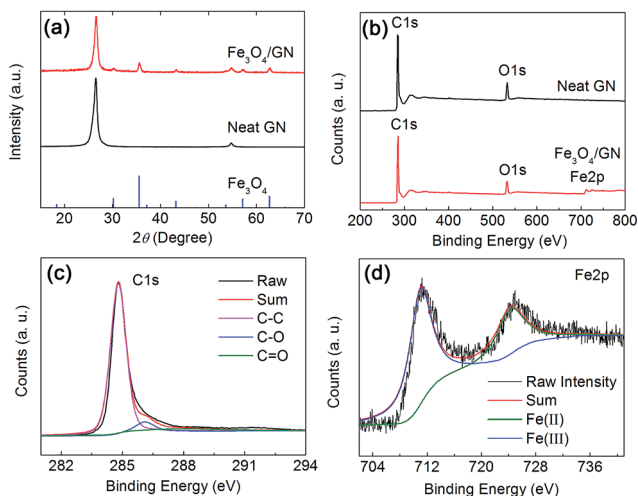 (a)
Fe₃O₄/GN
Neat GN
Fe₃O₄
Intensity (a.u.)
20 30 40 50 60 70
2θ (Degree)
(b)
C1s
O1s
Neat GN
C1s
O1s
Fe₃O₄/GN
Fe2p
Counts (a. u.)
200 300 400 500 600 700 800
Binding Energy (eV)
(c)
C1s
Raw
Sum
C-C
C-O
C=O
Counts (a. u.)
282 285 288 291 294
Binding Energy (eV)
(d)
Fe2p
Raw Intensity
Sum
Fe(II)
Fe(III)
Counts (a. u.)
704 712 720 728 736
Binding Energy (eV)